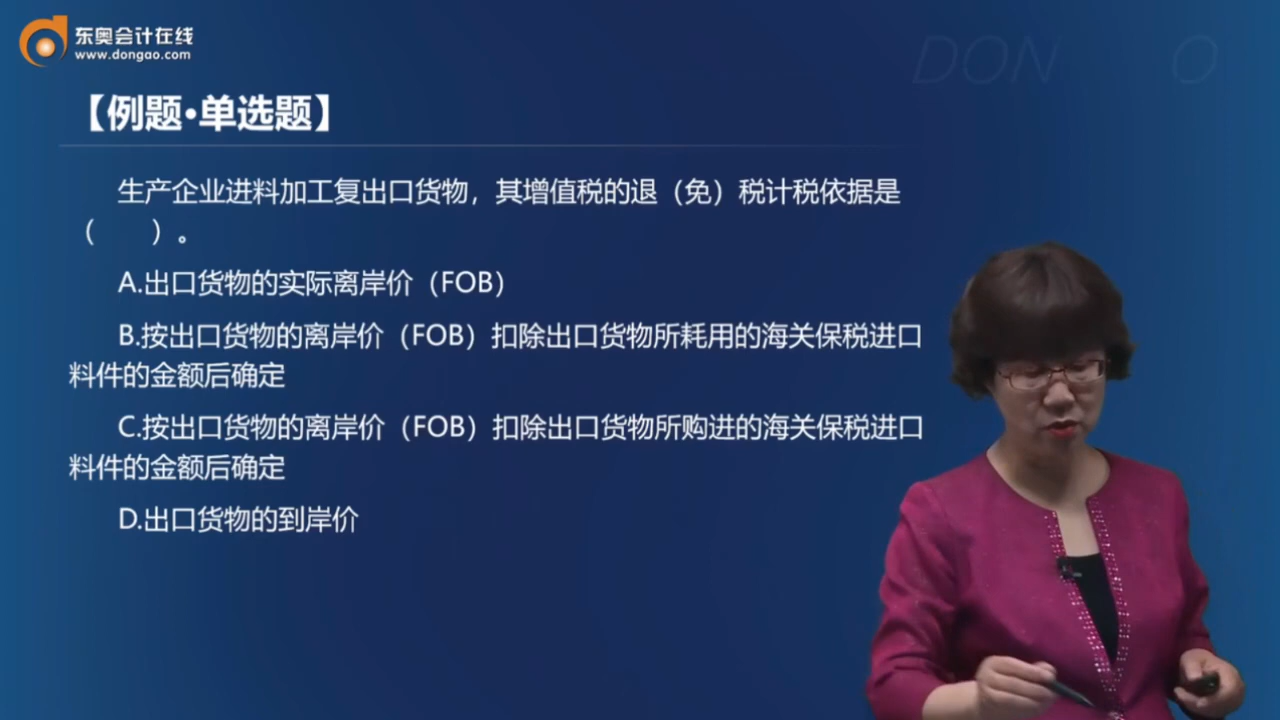 东奥会计在线
www.dongao.com
DON O
【例题•单选题】
生产企业进料加工复出口货物，其增值税的退（免）税计税依据是
（ ）。
A.出口货物的实际离岸价（FOB）
B.按出口货物的离岸价（FOB）扣除出口货物所耗用的海关保税进口
料件的金额后确定
C.按出口货物的离岸价（FOB）扣除出口货物所购进的海关保税进口
料件的金额后确定
D.出口货物的到岸价